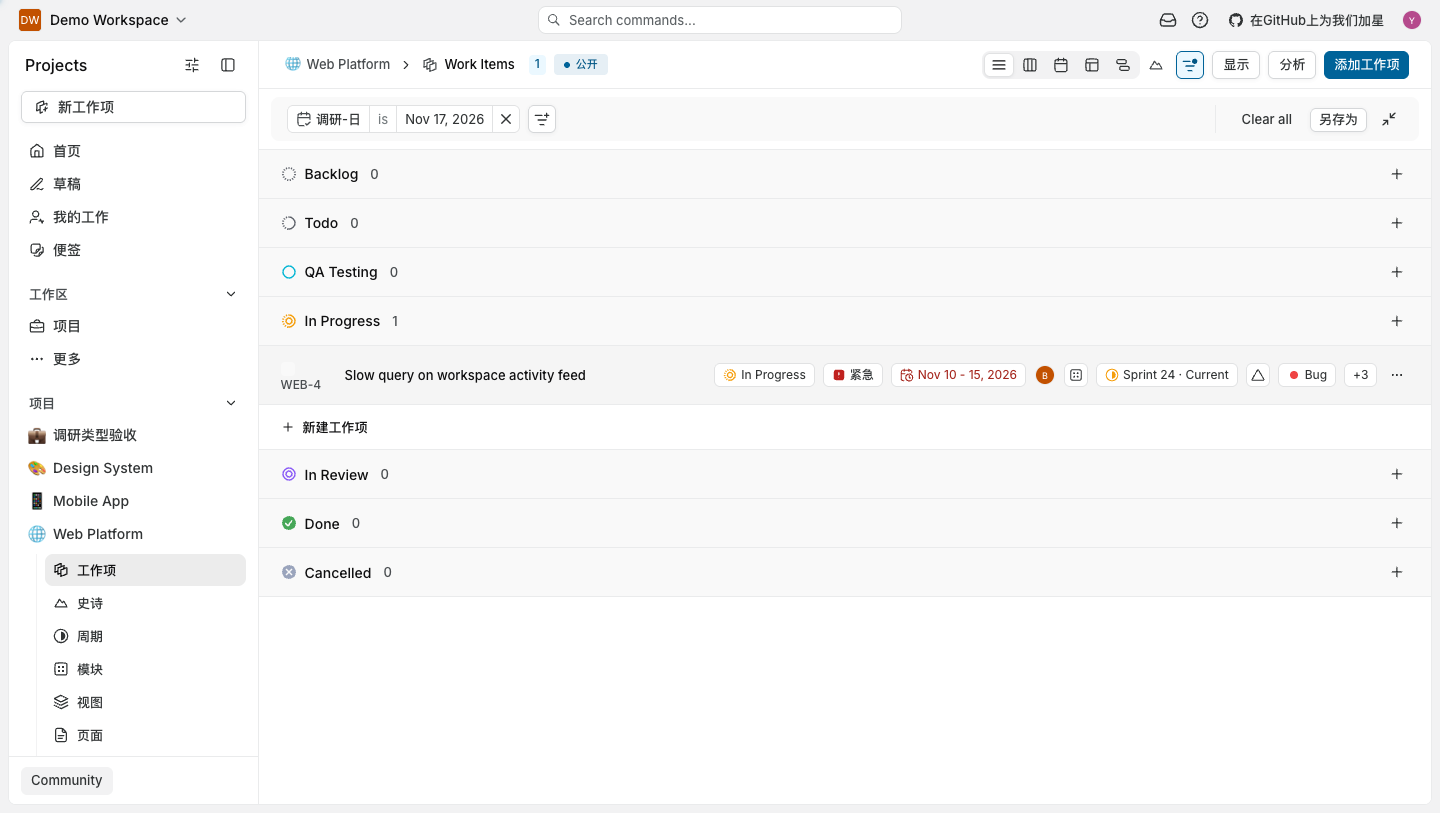 DW Demo Workspace
Search commands...
在GitHub上为我们加星
Y
Projects
新工作项
首页
草稿
我的工作
便签
工作区
项目
更多
项目
调研类型验收
Design System
Mobile App
Web Platform
工作项
史诗
周期
模块
视图
页面
Community
Web Platform
Work Items
1
公开
显示
分析
添加工作项
调研-日 is Nov 17, 2026
Clear all
另存为
Backlog 0
Todo 0
QA Testing 0
In Progress 1
WEB-4 Slow query on workspace activity feed In Progress 紧急 Nov 10 - 15, 2026 B Sprint 24 · Current Bug +3
新建工作项
In Review 0
Done 0
Cancelled 0